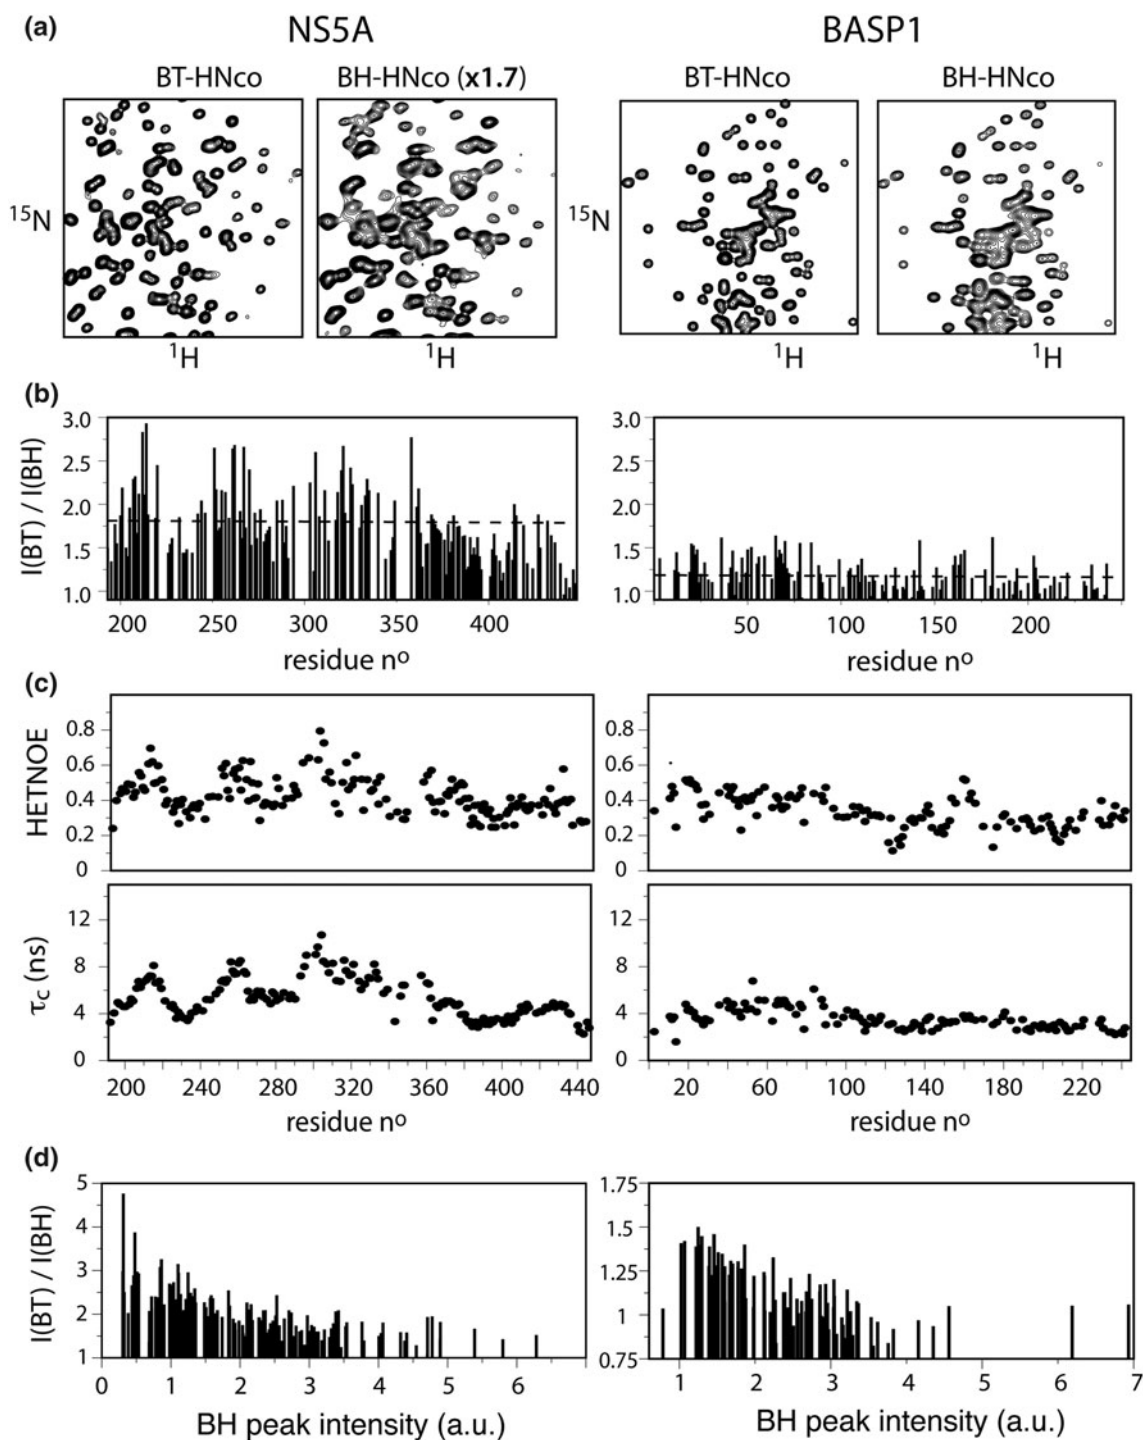 (a) NS5A BASP1
BT-HNco BH-HNco (x1.7) BT-HNco BH-HNco
15N 15N
1H 1H 1H 1H
(b)
I(BT) / I(BH)
3.0
2.5
2.0
1.5
1.0
200 250 300 350 400
residue nº
3.0
2.5
2.0
1.5
1.0
50 100 150 200
residue nº
(c)
HETNOE
0.8
0.6
0.4
0.2
0
0.8
0.6
0.4
0.2
0
τc (ns)
12
8
4
0
200 240 280 320 360 400 440
residue nº
12
8
4
0
20 60 100 140 180 220
residue nº
(d)
I(BT) / I(BH)
5
4
3
2
1
0 1 2 3 4 5 6
BH peak intensity (a.u.)
1.75
1.5
1.25
1
0.75
1 2 3 4 5 6 7
BH peak intensity (a.u.)